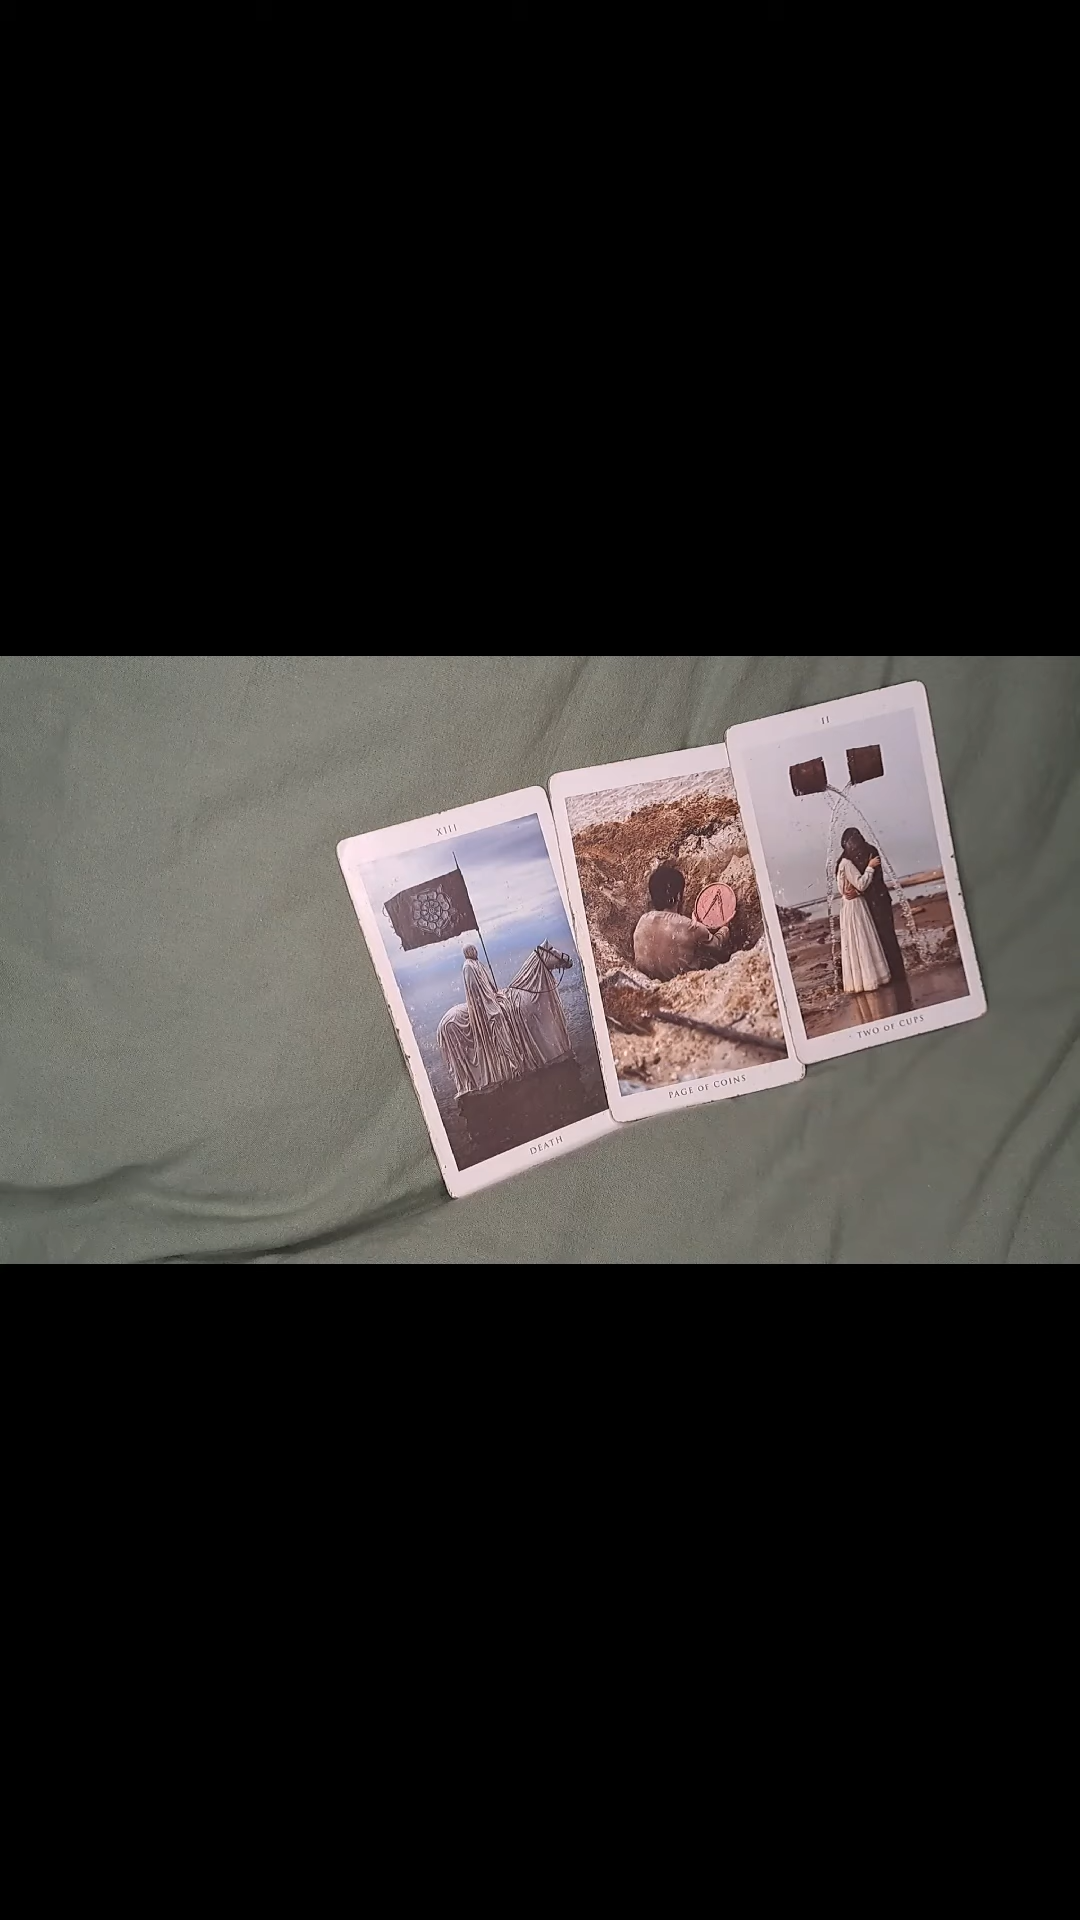 XIII
DEATH
PAGE OF COINS
II
TWO OF CUPS